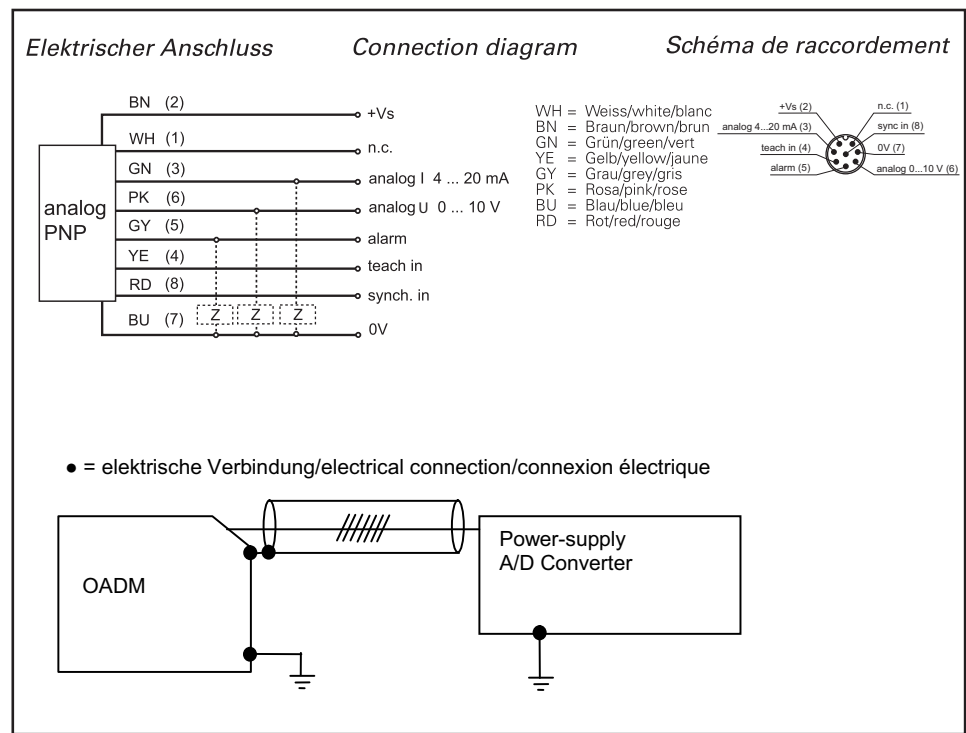 Elektrischer Anschluss Connection diagram Schéma de raccordement
BN (2)
+Vs
WH (1)
n.c.
GN (3)
analog I 4 ... 20 mA
PK (6)
analog U 0 ... 10 V
GY (5)
alarm
YE (4)
teach in
RD (8)
synch. in
BU (7)
0V
analog
PNP
Z Z Z
WH = Weiss/white/blanc
BN = Braun/brown/brun
GN = Grün/green/vert
YE = Gelb/yellow/jaune
GY = Grau/grey/gris
PK = Rosa/pink/rose
BU = Blau/blue/bleu
RD = Rot/red/rouge
+Vs (2)
analog 4...20 mA (3)
teach in (4)
alarm (5)
n.c. (1)
sync in (8)
0V (7)
analog 0...10 V (6)
● = elektrische Verbindung/electrical connection/connexion électrique
OADM
Power-supply
A/D Converter